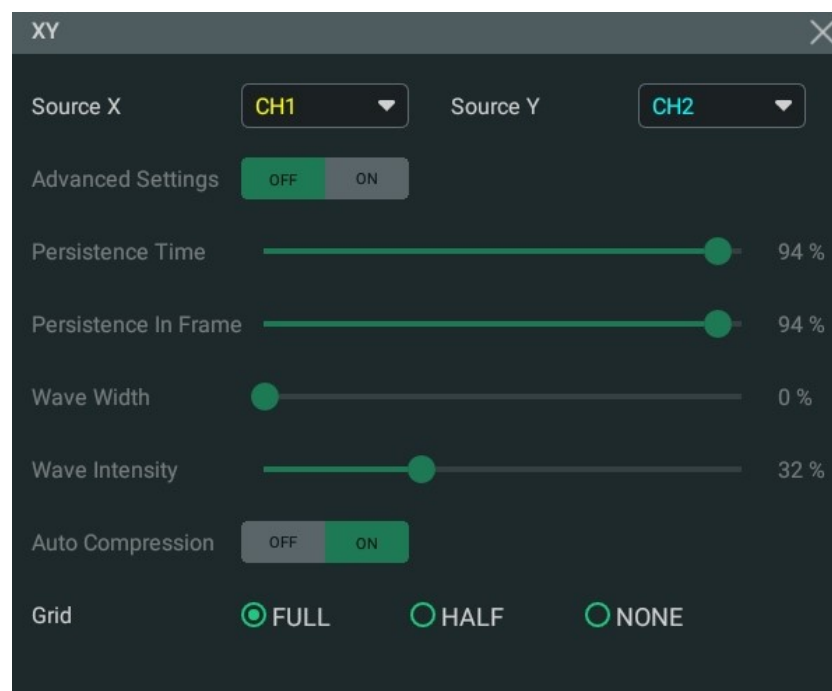 XY
Source X CH1 Source Y CH2
Advanced Settings OFF ON
Persistence Time 94 %
Persistence In Frame 94 %
Wave Width 0 %
Wave Intensity 32 %
Auto Compression OFF ON
Grid FULL HALF NONE